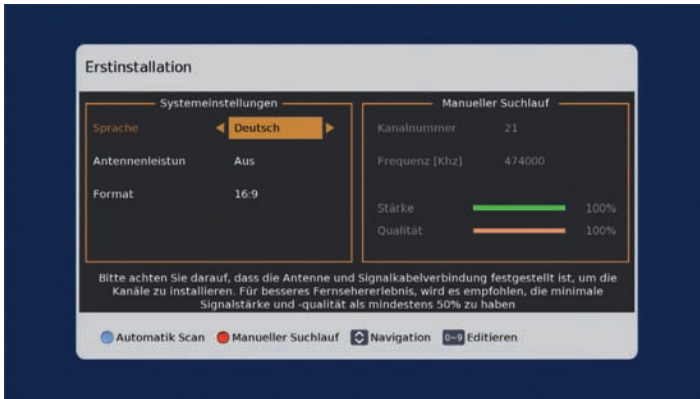 Erstinstallation
Systemeinstellungen
Sprache Deutsch
Antennenleistun Aus
Format 16:9
Manueller Suchlauf
Kanalnummer 21
Frequenz [Khz] 474000
Stärke 100%
Qualität 100%
Bitte achten Sie darauf, dass die Antenne und Signalkabelverbindung festgestellt ist, um die
Kanäle zu installieren. Für besseres Fernsehererlebnis, wird es empfohlen, die minimale
Signalstärke und -qualität als mindestens 50% zu haben
Automatik Scan Manueller Suchlauf Navigation 0~9 Editieren